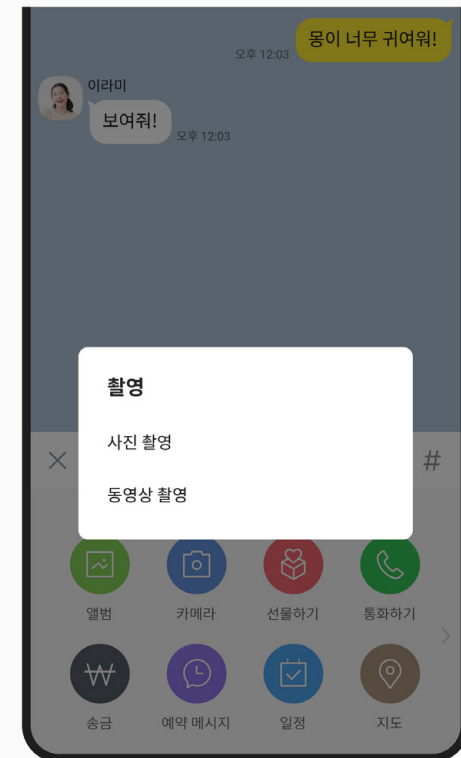 몽이 너무 귀여워!
오후 12:03
이라미
보여줘!
오후 12:03
촬영
사진 촬영
동영상 촬영
#
앨범
카메라
선물하기
통화하기
송금
예약 메시지
일정
지도